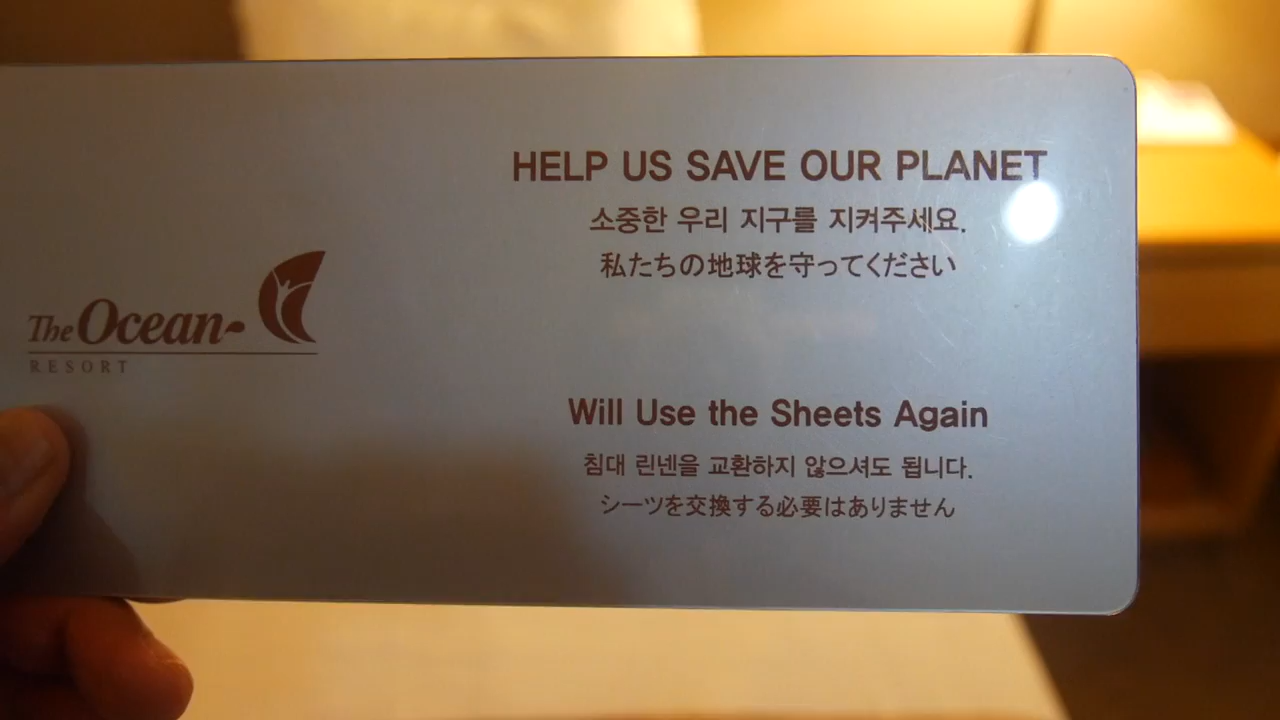 The Ocean
RESORT
HELP US SAVE OUR PLANET
소중한 우리 지구를 지켜주세요.
私たちの地球を守ってください
Will Use the Sheets Again
침대 린넨을 교환하지 않으셔도 됩니다.
シーツを交換する必要はありません